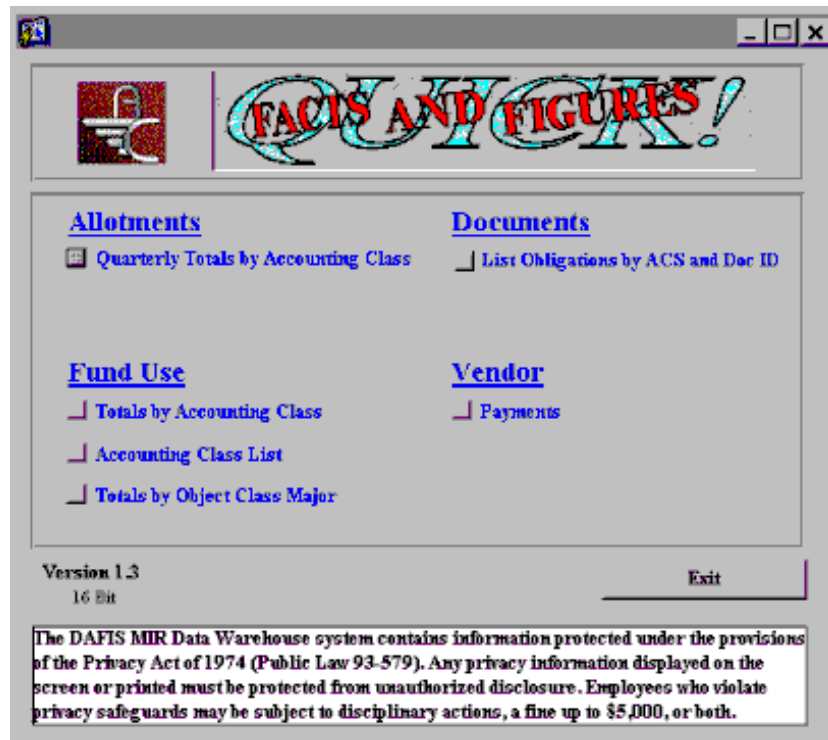 QUICK!
FACTS AND FIGURES
Allotments
Quarterly Totals by Accounting Class
Documents
List Obligations by ACS and Doc ID
Fund Use
Totals by Accounting Class
Accounting Class List
Totals by Object Class Major
Vendor
Payments
Version 1.3
16 Bit
Exit
The DAFIS MIR Data Warehouse system contains information protected under the provisions
of the Privacy Act of 1974 (Public Law 93-579). Any privacy information displayed on the
screen or printed must be protected from unauthorized disclosure. Employees who violate
privacy safeguards may be subject to disciplinary actions, a fine up to $5,000, or both.